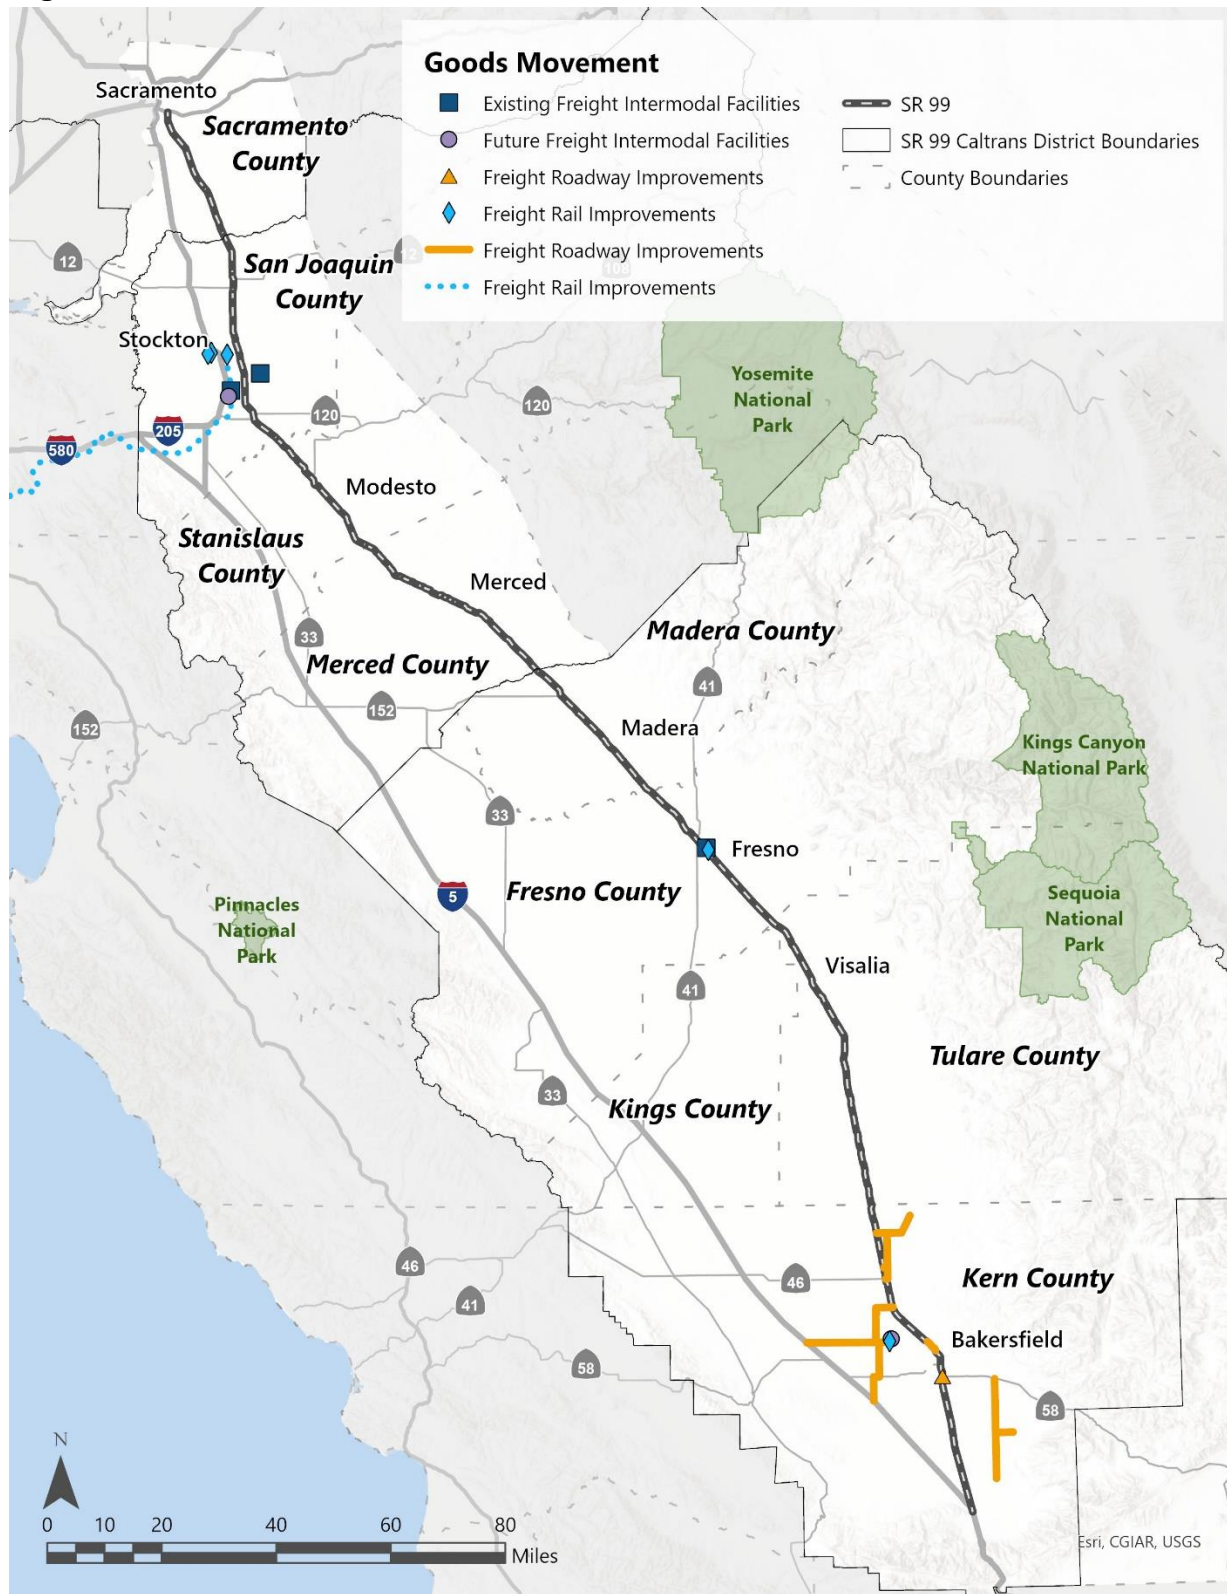 Goods Movement
Existing Freight Intermodal Facilities
Future Freight Intermodal Facilities
Freight Roadway Improvements
Freight Rail Improvements
Freight Roadway Improvements
Freight Rail Improvements
SR 99
SR 99 Caltrans District Boundaries
County Boundaries
Sacramento
Sacramento
County
12
12
108
San Joaquin
County
Stockton
Yosemite
National
Park
120
120
205
580
Modesto
Stanislaus
County
Merced
33
Merced County
Madera County
41
152
152
Madera
Kings Canyon
National Park
33
Fresno
5
Fresno County
Pinnacles
National
Park
Sequoia
National
Park
Visalia
41
Tulare County
33
Kings County
46
46
Kern County
41
Bakersfield
58
58
N
0 10 20 40 60 80
Miles
Esri, CGIAR, USGS